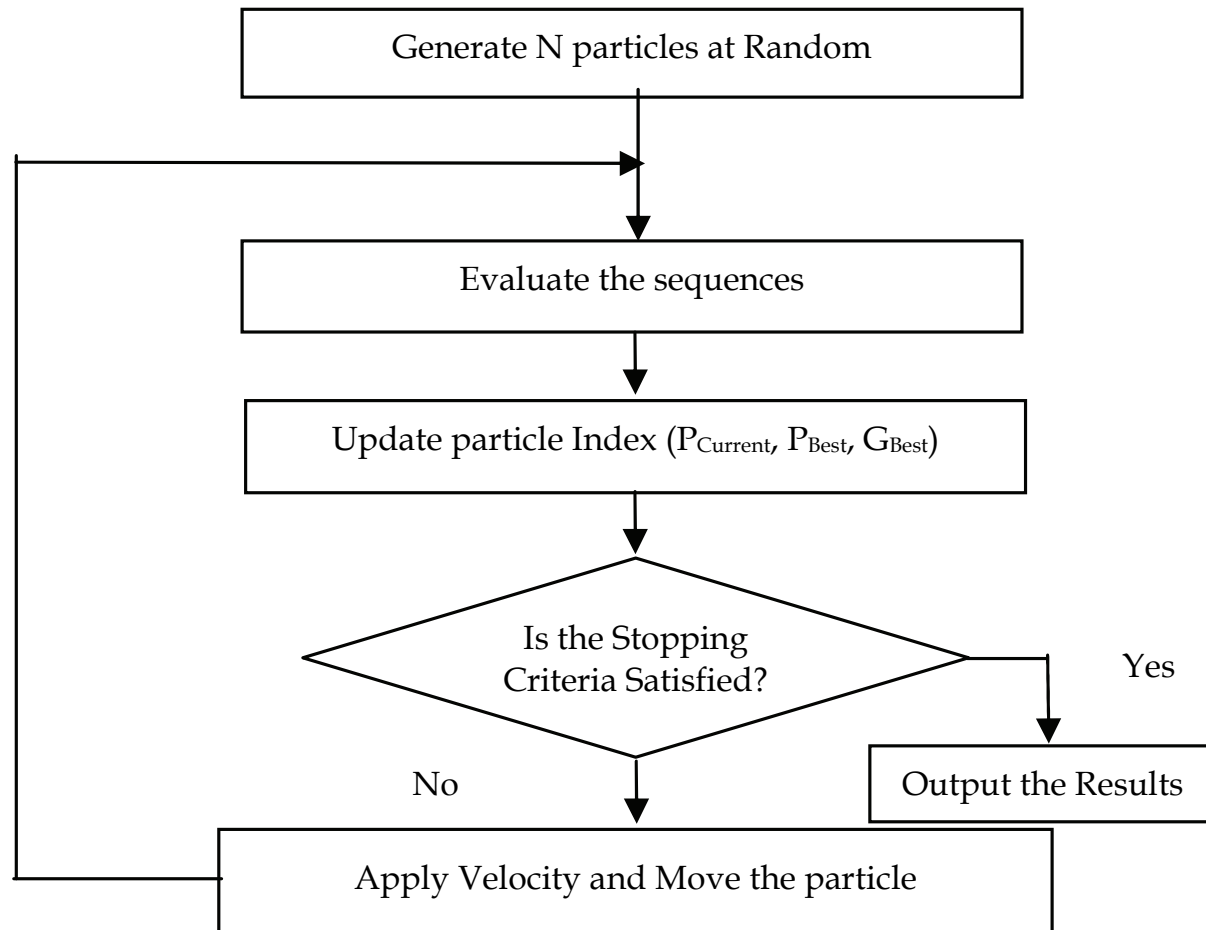 Generate N particles at Random
Evaluate the sequences
Update particle Index (PCurrent, PBest, GBest)
Is the Stopping
Criteria Satisfied?
Yes
No
Output the Results
Apply Velocity and Move the particle